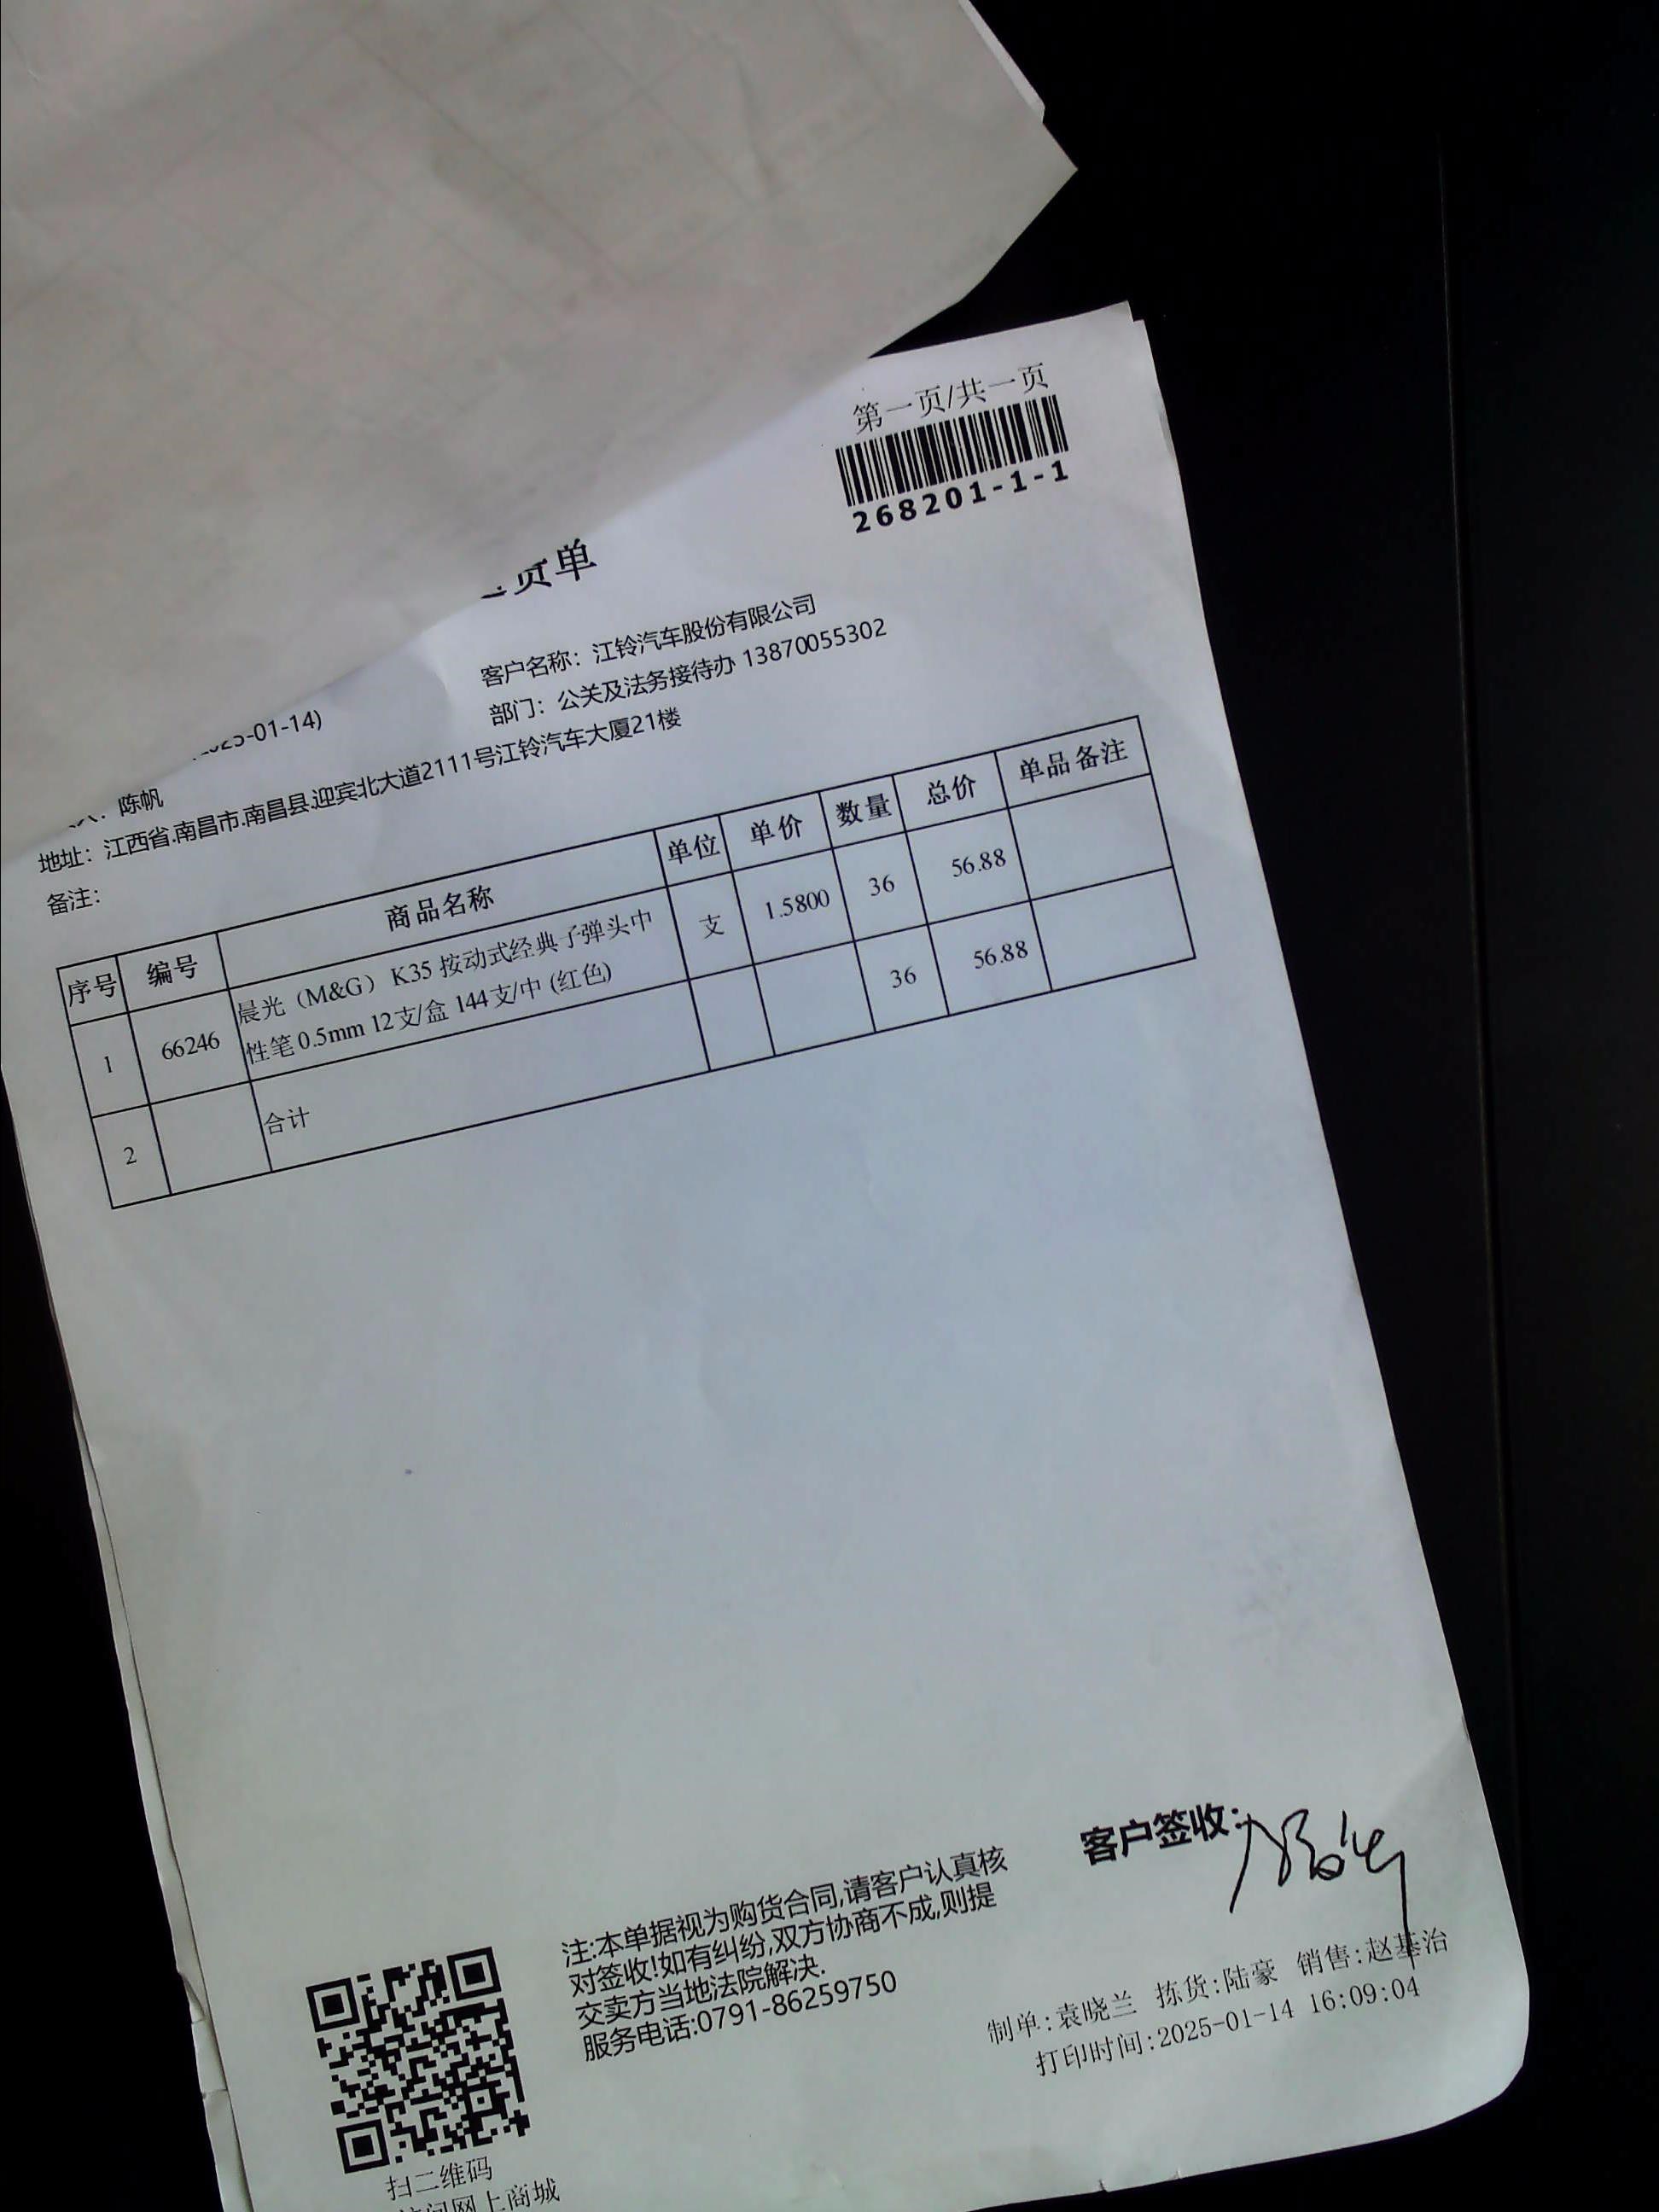 第一页/共一页
268201-1-1
货单
客户名称：江铃汽车股份有限公司
-01-14)
部门：公关及法务接待办 13870055302
陈帆
地址：江西省.南昌市.南昌县.迎宾北大道2111号江铃汽车大厦21楼
备注：
序号 编号 商品名称 单位 单价 数量 总价 单品备注
1 66246 晨光（M&G） K35 按动式经典子弹头中 支 1.5800 36 56.88
性笔 0.5mm 12支/盒 144支/中 (红色)
2 合计 36 56.88
客户签收:
注:本单据视为购货合同,请客户认真核
对签收!如有纠纷,双方协商不成,则提
交卖方当地法院解决.
服务电话:0791-86259750
制单:袁晓兰 拣货:陆豪 销售:赵基治
打印时间:2025-01-14 16:09:04
扫二维码
问网上商城